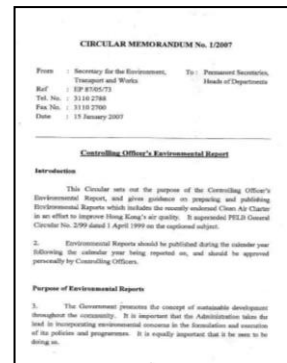 CIRCULAR MEMORANDUM No. 1/2007
From : Secretary for the Environment, To : Permanent Secretaries,
Transport and Works Heads of Departments
Ref : EP 87/05/73
Tel. No. : 3110 2788
Fax No. : 3110 2700
Date : 15 January 2007
Controlling Officer's Environmental Report
Introduction
This Circular sets out the purpose of the Controlling Officer's
Environmental Report, and gives guidance on preparing and publishing
Environmental Reports which includes the recently endorsed Clean Air Charter
in an effort to improve Hong Kong's air quality. It superseded PELB General
Circular No. 2/99 dated 1 April 1999 on the captioned subject.
2. Environmental Reports should be published during the calendar year
following the calendar year being reported on, and should be approved
personally by Controlling Officers.
Purpose of Environmental Reports
3. The Government promotes the concept of sustainable development
throughout the community. It is important that the Administration takes the
lead in incorporating environmental concerns in the formulation and execution
of its policies and programmes. It is equally important that it be seen to be
doing so.